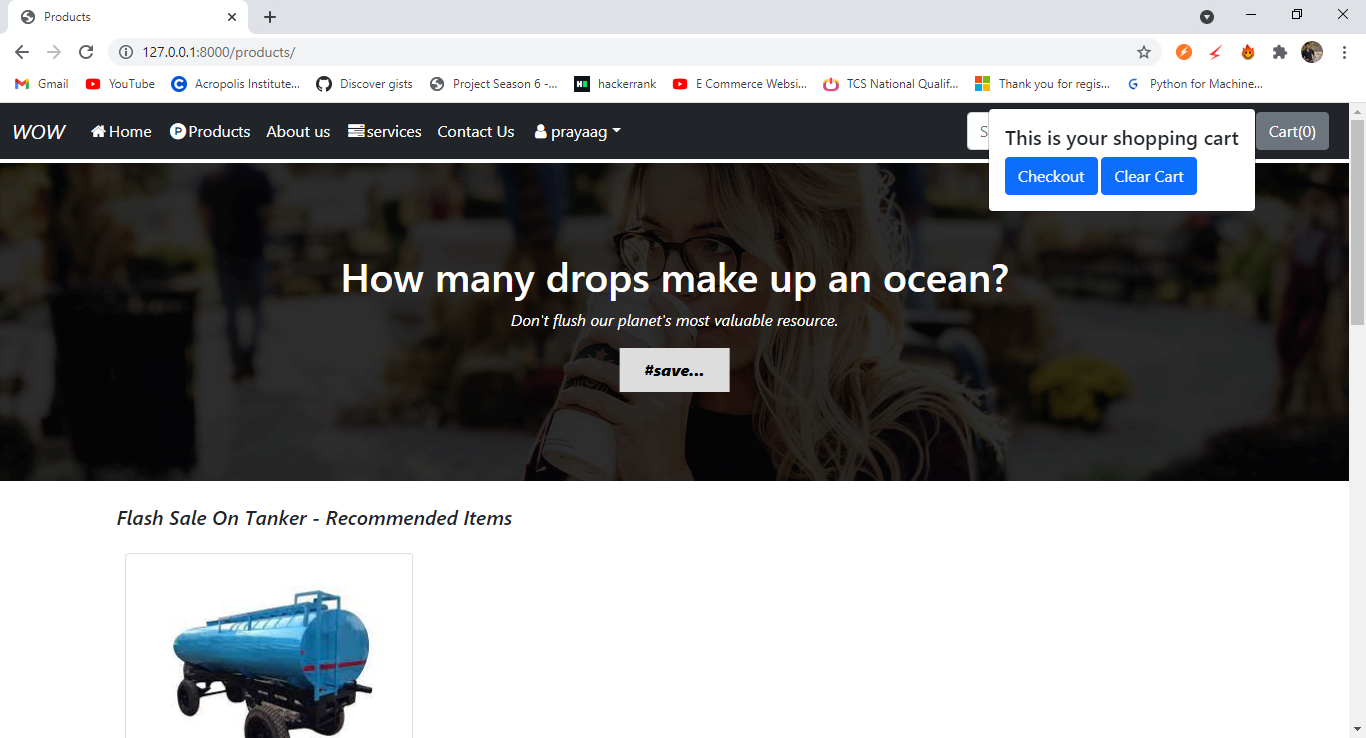 Products
127.0.0.1:8000/products/
Gmail YouTube Acropolis Institute... Discover gists Project Season 6 -... hackerrank E Commerce Websi... TCS National Qualif... Thank you for regis... Python for Machine...
WOW Home Products About us services Contact Us prayaag S Cart(0)
This is your shopping cart
Checkout Clear Cart
How many drops make up an ocean?
Don't flush our planet's most valuable resource.
#save...
Flash Sale On Tanker - Recommended Items